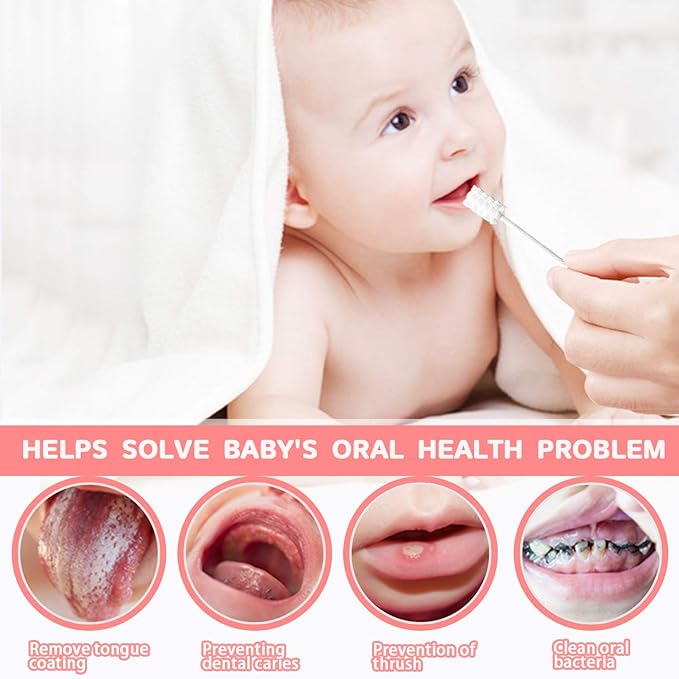 HELPS SOLVE BABY'S ORAL HEALTH PROBLEM
Remove tongue
coating
Preventing
dental caries
Prevention of
thrush
Clean oral
bacteria